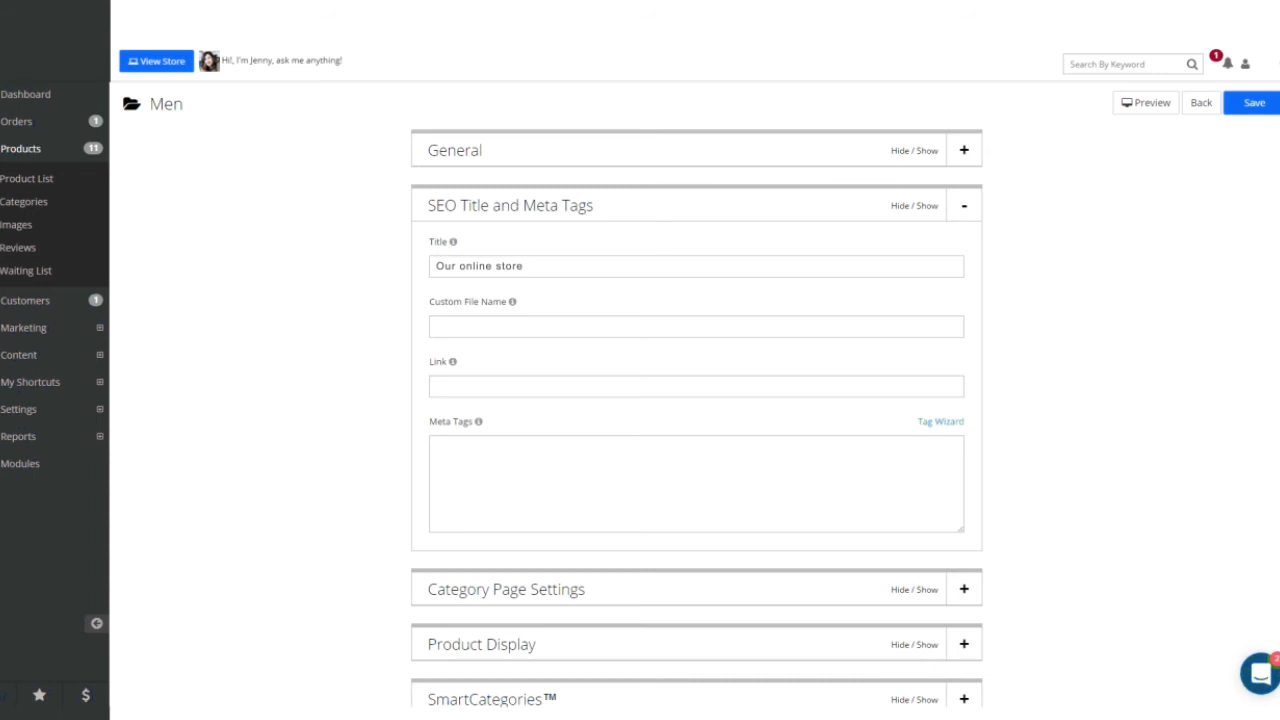 View Store
Hi!, I'm Jenny, ask me anything!
Search By Keyword
1
Dashboard
Orders 1
Products 11
Product List
Categories
Images
Reviews
Waiting List
Customers 1
Marketing
Content
My Shortcuts
Settings
Reports
Modules
Men
Preview
Back
Save
General
Hide / Show +
SEO Title and Meta Tags
Hide / Show -
Title
Our online store
Custom File Name
Link
Meta Tags
Tag Wizard
Category Page Settings
Hide / Show +
Product Display
Hide / Show +
SmartCategories™
Hide / Show +
$
2